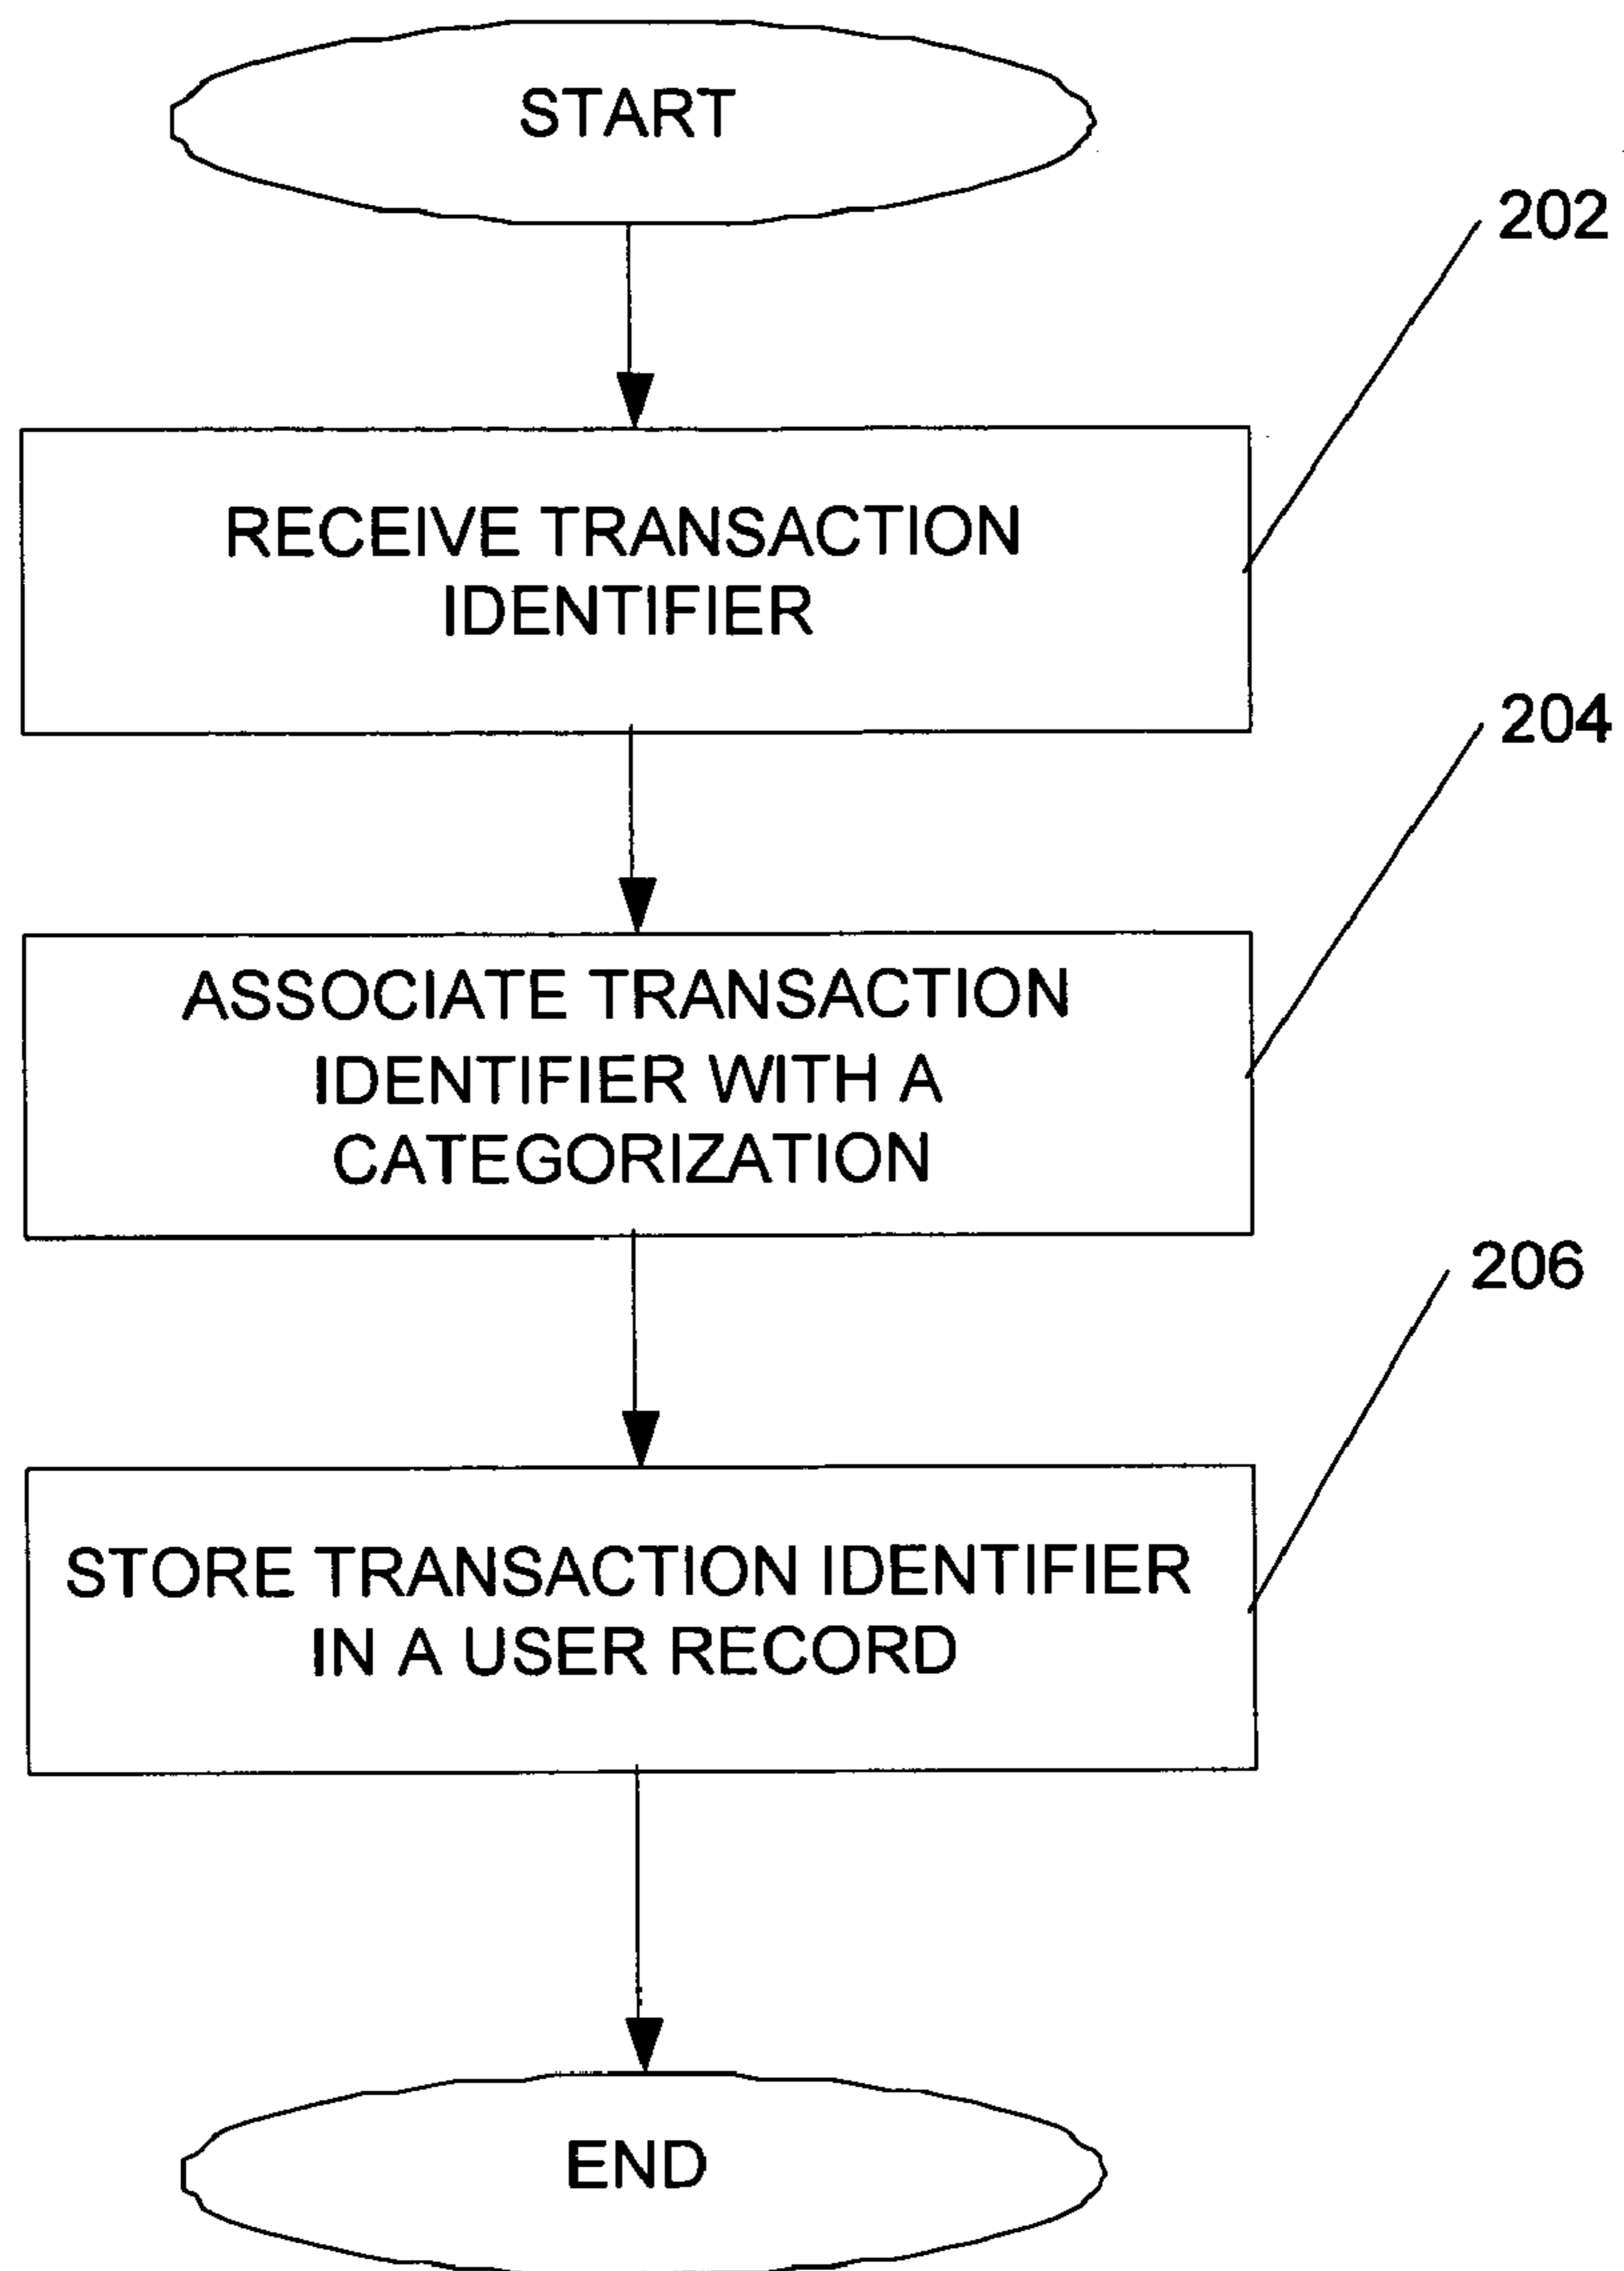 START
202
RECEIVE TRANSACTION
IDENTIFIER
204
ASSOCIATE TRANSACTION
IDENTIFIER WITH A
CATEGORIZATION
206
STORE TRANSACTION IDENTIFIER
IN A USER RECORD
END